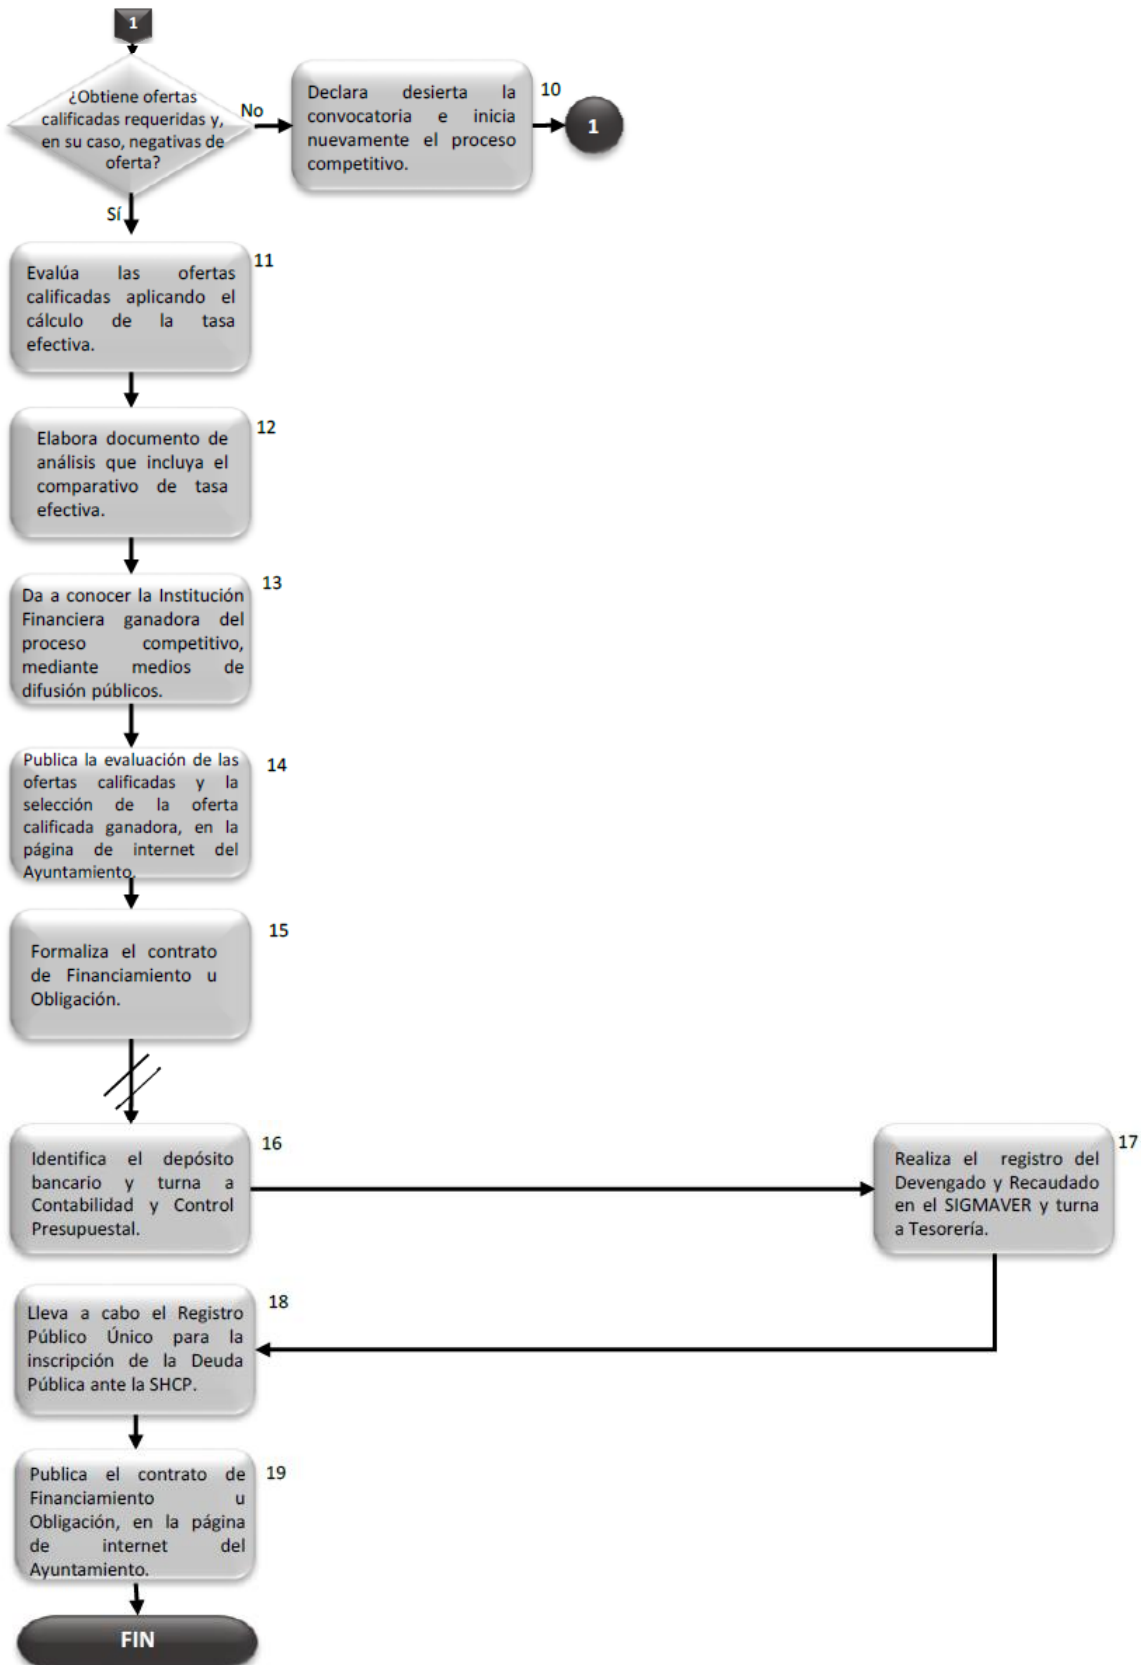 1
¿Obtiene ofertas
calificadas requeridas y,
en su caso, negativas de
oferta?
No
Declara desierta la
convocatoria e inicia
nuevamente el proceso
competitivo.
10
1
Sí
Evalúa las ofertas
calificadas aplicando el
cálculo de la tasa
efectiva.
11
Elabora documento de
análisis que incluya el
comparativo de tasa
efectiva.
12
Da a conocer la Institución
Financiera ganadora del
proceso competitivo,
mediante medios de
difusión públicos.
13
Publica la evaluación de las
ofertas calificadas y la
selección de la oferta
calificada ganadora, en la
página de internet del
Ayuntamiento.
14
Formaliza el contrato
de Financiamiento u
Obligación.
15
Identifica el depósito
bancario y turna a
Contabilidad y Control
Presupuestal.
16
Realiza el registro del
Devengado y Recaudado
en el SIGMAVER y turna
a Tesorería.
17
Lleva a cabo el Registro
Público Único para la
inscripción de la Deuda
Pública ante la SHCP.
18
Publica el contrato de
Financiamiento u
Obligación, en la página
de internet del
Ayuntamiento.
19
FIN